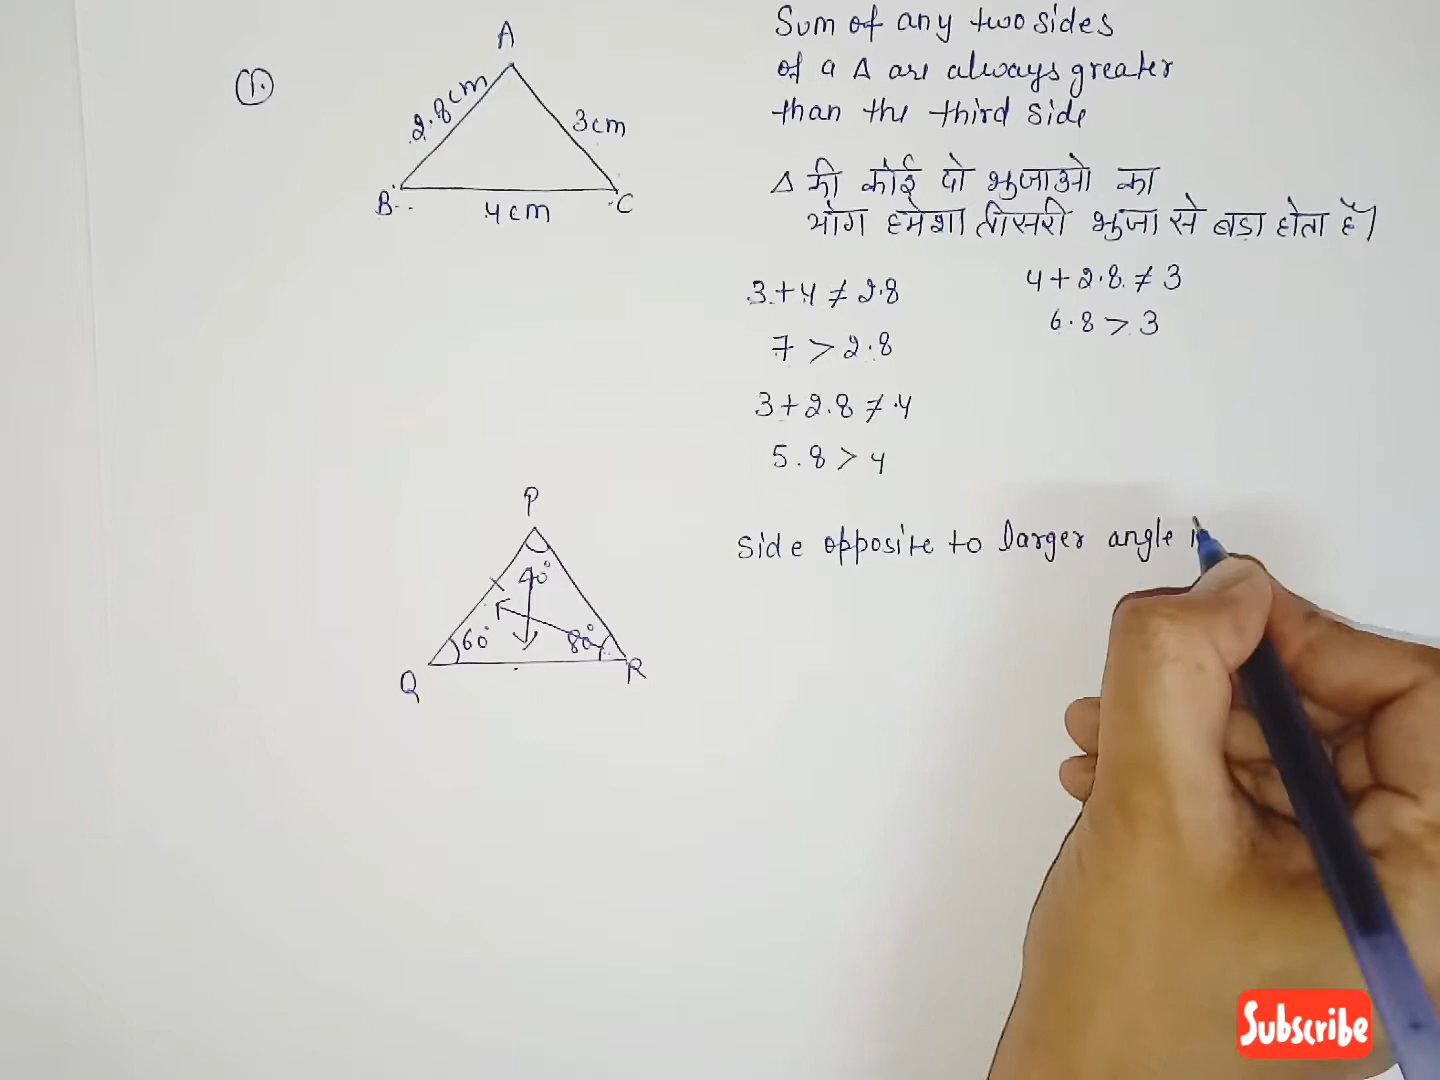 A
1.
2.8cm
3cm
B
4cm
C
Sum of any two sides
of a Δ are always greater
than the third side
Δ की कोई दो भुजाओ का
योग हमेशा तीसरी भुजा से बड़ा होता है।
3+4 ≠ 2.8
7 > 2.8
3+2.8 ≠ 4
5.8 > 4
4+2.8 ≠ 3
6.8 > 3
P
40°
60°
80°
Q
R
side opposite to larger angle
Subscribe